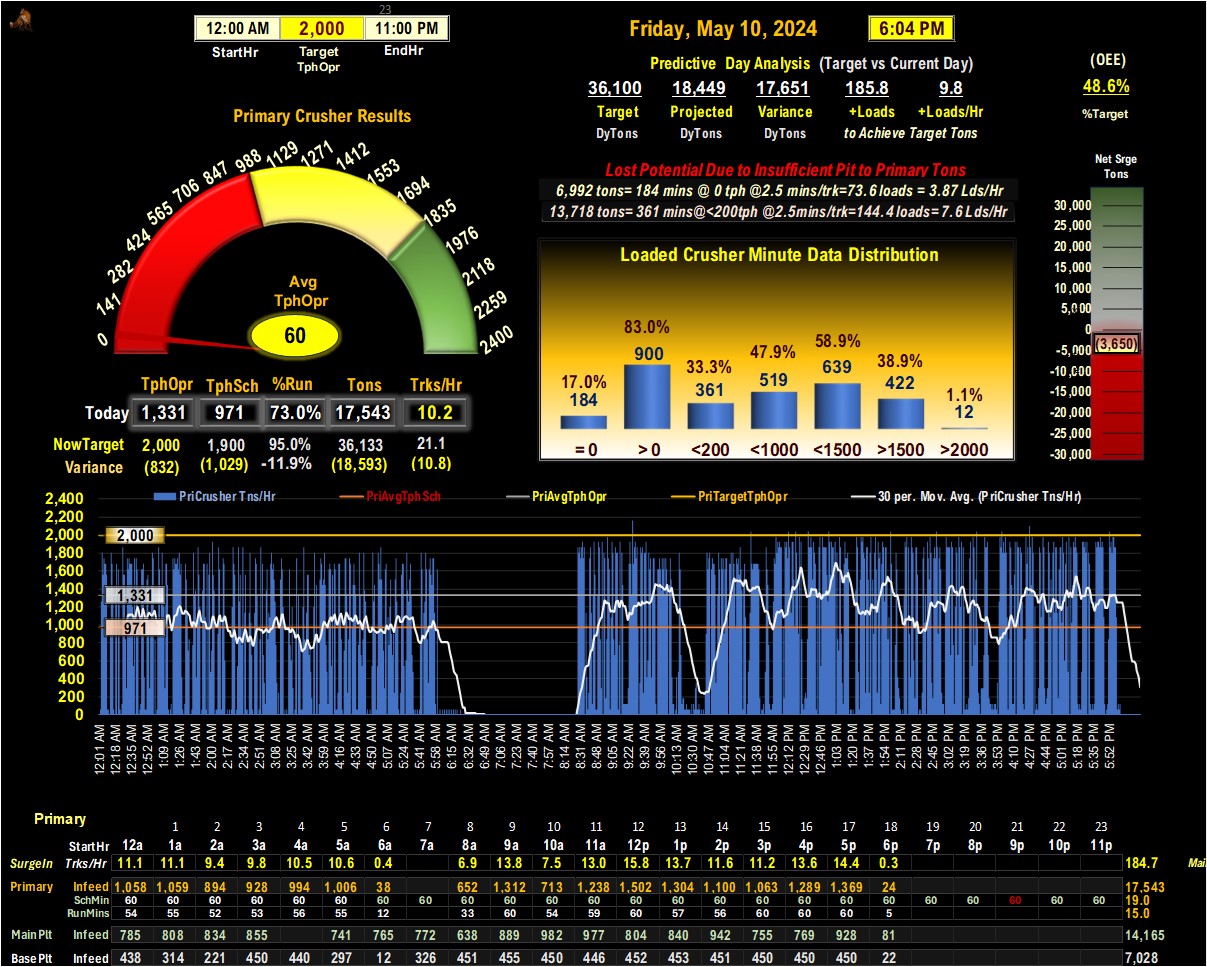 23
12:00 AM 2,000 11:00 PM
StartHr Target TphOpr EndHr
Friday, May 10, 2024 6:04 PM
Predictive Day Analysis (Target vs Current Day)
36,100 18,449 17,651 185.8 9.8
Target Projected Variance +Loads +Loads/Hr
DyTons DyTons DyTons to Achieve Target Tons
(OEE)
48.6%
%Target
Primary Crusher Results
0 141 282 424 565 706 847 988 1129 1271 1412 1553 1694 1835 1976 2118 2259 2400
Avg
TphOpr
60
TphOpr TphSch %Run Tons Trks/Hr
Today 1,331 971 73.0% 17,543 10.2
NowTarget 2,000 1,900 95.0% 36,133 21.1
Variance (832) (1,029) -11.9% (18,593) (10.8)
Lost Potential Due to Insufficient Pit to Primary Tons
6,992 tons= 184 mins @ 0 tph @2.5 mins/trk=73.6 loads = 3.87 Lds/Hr
13,718 tons= 361 mins@<200tph @2.5mins/trk=144.4 loads= 7.6 Lds/Hr
Loaded Crusher Minute Data Distribution
17.0% 83.0% 33.3% 47.9% 58.9% 38.9% 1.1%
184 900 361 519 639 422 12
= 0 > 0 <200 <1000 <1500 >1500 >2000
Net Srge
Tons
30,000
25,000
20,000
15,000
10,000
5,000
0
(3,650)
-5,000
-10,000
-15,000
-20,000
-25,000
-30,000
PriCrusher Tns/Hr PriAvgTphSch PriAvgTphOpr PriTargetTphOpr 30 per. Mov. Avg. (PriCrusher Tns/Hr)
2,400
2,200
2,000 2,000
1,800
1,600
1,400
1,331
1,200
1,000 971
800
600
400
200
0
12:01 AM 12:18 AM 12:35 AM 12:52 AM 1:09 AM 1:26 AM 1:43 AM 2:00 AM 2:17 AM 2:34 AM 2:51 AM 3:08 AM 3:25 AM 3:42 AM 3:59 AM 4:16 AM 4:33 AM 4:50 AM 5:07 AM 5:24 AM 5:41 AM 5:58 AM 6:15 AM 6:32 AM 6:49 AM 7:06 AM 7:23 AM 7:40 AM 7:57 AM 8:14 AM 8:31 AM 8:48 AM 9:05 AM 9:22 AM 9:39 AM 9:56 AM 10:13 AM 10:30 AM 10:47 AM 11:04 AM 11:21 AM 11:38 AM 11:55 AM 12:12 PM 12:29 PM 12:46 PM 1:03 PM 1:20 PM 1:37 PM 1:54 PM 2:11 PM 2:28 PM 2:45 PM 3:02 PM 3:19 PM 3:36 PM 3:53 PM 4:10 PM 4:27 PM 4:44 PM 5:01 PM 5:18 PM 5:35 PM 5:52 PM
Primary
1 2 3 4 5 6 7 8 9 10 11 12 13 14 15 16 17 18 19 20 21 22 23
StartHr 12a 1a 2a 3a 4a 5a 6a 7a 8a 9a 10a 11a 12p 1p 2p 3p 4p 5p 6p 7p 8p 9p 10p 11p
SurgeIn Trks/Hr 11.1 11.1 9.4 9.8 10.5 10.6 0.4 6.9 13.8 7.5 13.0 15.8 13.7 11.6 11.2 13.6 14.4 0.3 184.7
Primary Infeed 1,058 1,059 894 928 994 1,006 38 652 1,312 713 1,238 1,502 1,304 1,100 1,063 1,289 1,369 24 17,543
SchMin 60 60 60 60 60 60 60 60 60 60 60 60 60 60 60 60 60 60 60 60 60 60 60 60 19.0
RunMins 54 55 52 53 56 55 12 33 60 54 59 60 57 56 60 60 60 5 15.0
MainPlt Infeed 785 808 834 855 741 765 772 638 889 982 977 804 840 942 755 769 928 81 14,165
BasePlt Infeed 438 314 221 450 440 297 12 326 451 455 450 446 452 453 451 450 450 450 22 7,028